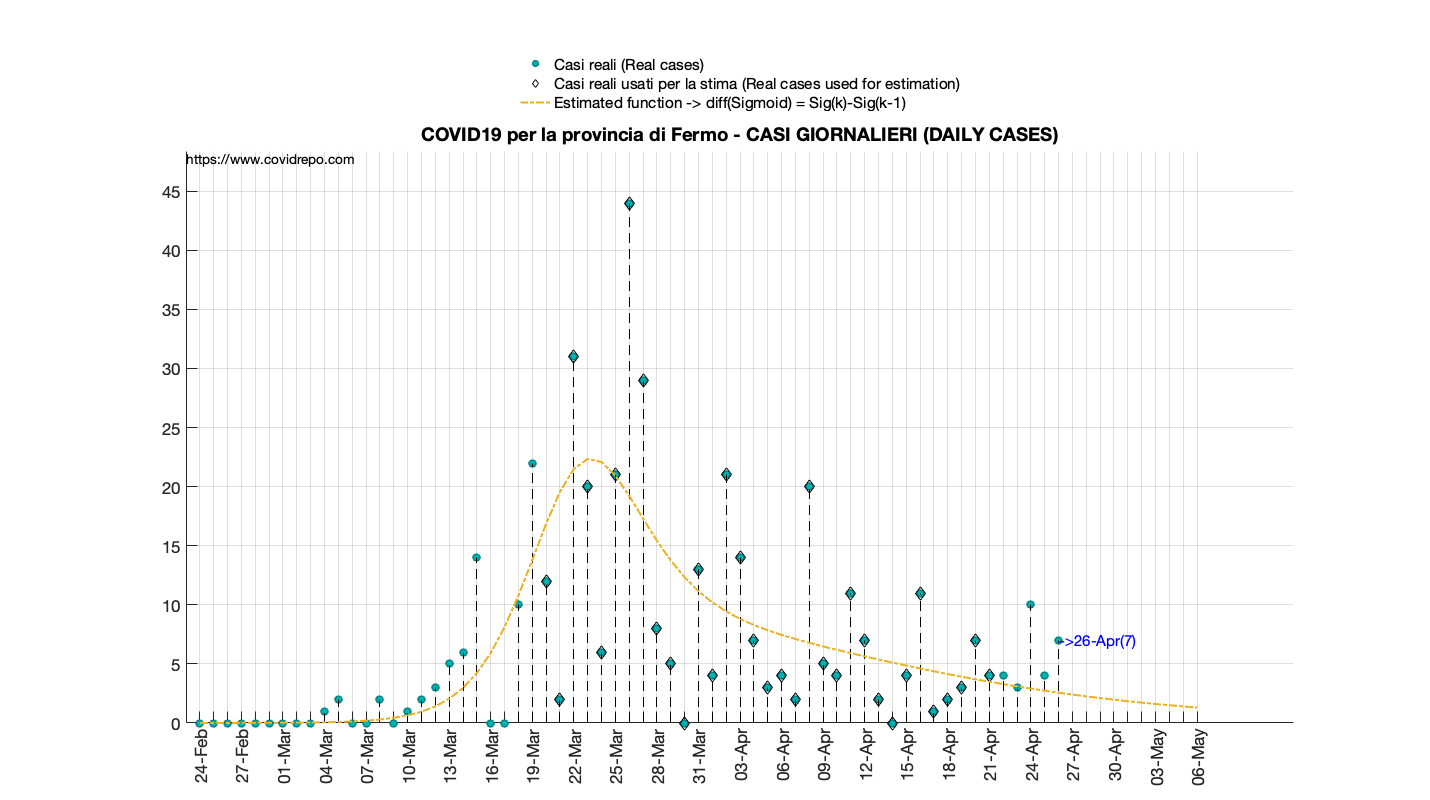 Casi reali (Real cases)
Casi reali usati per la stima (Real cases used for estimation)
Estimated function -> diff(Sigmoid) = Sig(k)-Sig(k-1)
COVID19 per la provincia di Fermo - CASI GIORNALIERI (DAILY CASES)
https://www.covidrepo.com
45
40
35
30
25
20
15
10
5
0
->26-Apr(7)
24-Feb
27-Feb
01-Mar
04-Mar
07-Mar
10-Mar
13-Mar
16-Mar
19-Mar
22-Mar
25-Mar
28-Mar
31-Mar
03-Apr
06-Apr
09-Apr
12-Apr
15-Apr
18-Apr
21-Apr
24-Apr
27-Apr
30-Apr
03-May
06-May